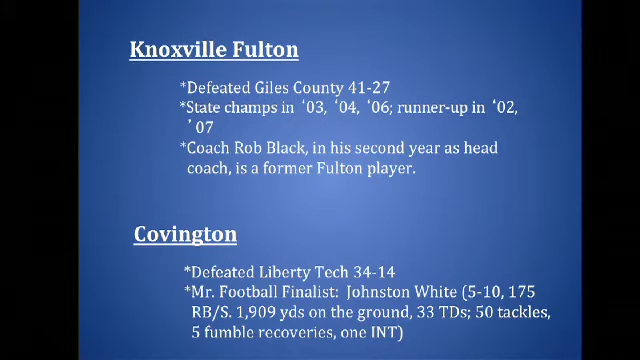 Knoxville Fulton
*Defeated Giles County 41-27
*State champs in ‘03, ‘04, ‘06; runner-up in ‘02,
’07
*Coach Rob Black, in his second year as head
coach, is a former Fulton player.
Covington
*Defeated Liberty Tech 34-14
*Mr. Football Finalist: Johnston White (5-10, 175
RB/S. 1,909 yds on the ground, 33 TDs; 50 tackles,
5 fumble recoveries, one INT)